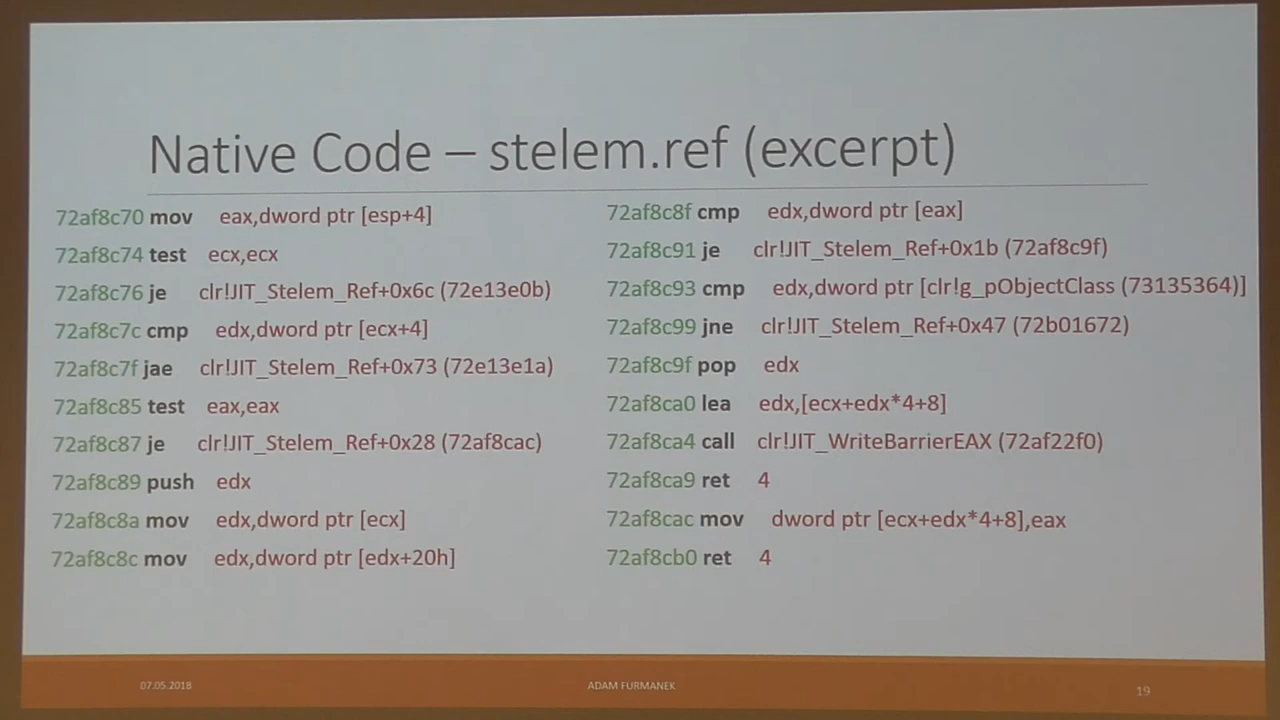 Native Code – stelem.ref (excerpt)
72af8c70 mov eax,dword ptr [esp+4]
72af8c74 test ecx,ecx
72af8c76 je clr!JIT_Stelem_Ref+0x6c (72e13e0b)
72af8c7c cmp edx,dword ptr [ecx+4]
72af8c7f jae clr!JIT_Stelem_Ref+0x73 (72e13e1a)
72af8c85 test eax,eax
72af8c87 je clr!JIT_Stelem_Ref+0x28 (72af8cac)
72af8c89 push edx
72af8c8a mov edx,dword ptr [ecx]
72af8c8c mov edx,dword ptr [edx+20h]
72af8c8f cmp edx,dword ptr [eax]
72af8c91 je clr!JIT_Stelem_Ref+0x1b (72af8c9f)
72af8c93 cmp edx,dword ptr [clr!g_pObjectClass (73135364)]
72af8c99 jne clr!JIT_Stelem_Ref+0x47 (72b01672)
72af8c9f pop edx
72af8ca0 lea edx,[ecx+edx*4+8]
72af8ca4 call clr!JIT_WriteBarrierEAX (72af22f0)
72af8ca9 ret 4
72af8cac mov dword ptr [ecx+edx*4+8],eax
72af8cb0 ret 4
07.05.2018
ADAM FURMANEK
19